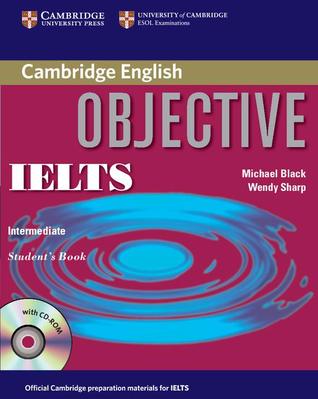 CAMBRIDGE
UNIVERSITY PRESS
UNIVERSITY of CAMBRIDGE
ESOL Examinations
Cambridge English
OBJECTIVE
IELTS
Michael Black
Wendy Sharp
Intermediate
Student's Book
with CD-ROM
Official Cambridge preparation materials for IELTS